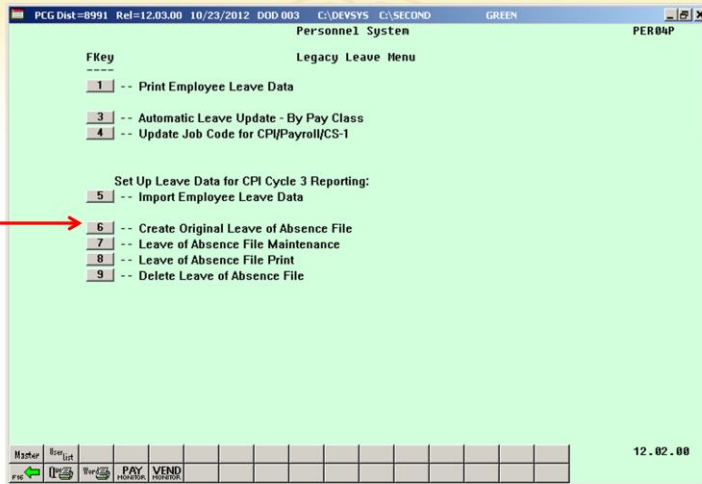 PCG Dist=8991 Rel=12.03.00 10/23/2012 DOD 003 C:\DEVSYS C:\SECOND GREEN
Personnel System PER04P
FKey Legacy Leave Menu
----
1 -- Print Employee Leave Data
3 -- Automatic Leave Update - By Pay Class
4 -- Update Job Code for CPI/Payroll/CS-1
Set Up Leave Data for CPI Cycle 3 Reporting:
5 -- Import Employee Leave Data
6 -- Create Original Leave of Absence File
7 -- Leave of Absence File Maintenance
8 -- Leave of Absence File Print
9 -- Delete Leave of Absence File
Master User list 12.02.00
F16 Que Word PAY MONITOR VEND MONITOR